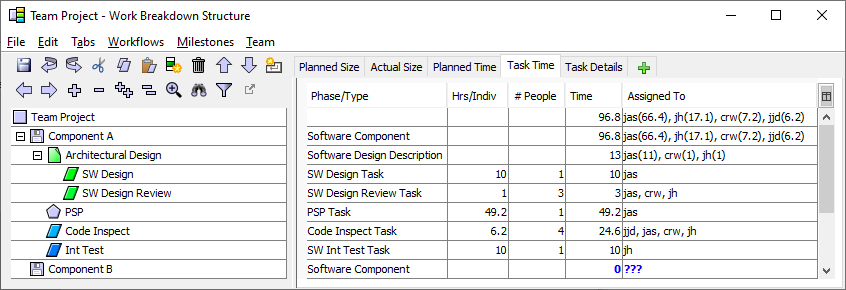 Team Project - Work Breakdown Structure
File Edit Tabs Workflows Milestones Team
Planned Size Actual Size Planned Time Task Time Task Details
Phase/Type Hrs/Indiv # People Time Assigned To
Team Project 96.8 jas(66.4), jh(17.1), crw(7.2), jjd(6.2)
Component A Software Component 96.8 jas(66.4), jh(17.1), crw(7.2), jjd(6.2)
Architectural Design Software Design Description 13 jas(11), crw(1), jh(1)
SW Design SW Design Task 10 1 10 jas
SW Design Review SW Design Review Task 1 3 3 jas, crw, jh
PSP PSP Task 49.2 1 49.2 jas
Code Inspect Code Inspect Task 6.2 4 24.6 jjd, jas, crw, jh
Int Test SW Int Test Task 10 1 10 jh
Component B Software Component 0 ???